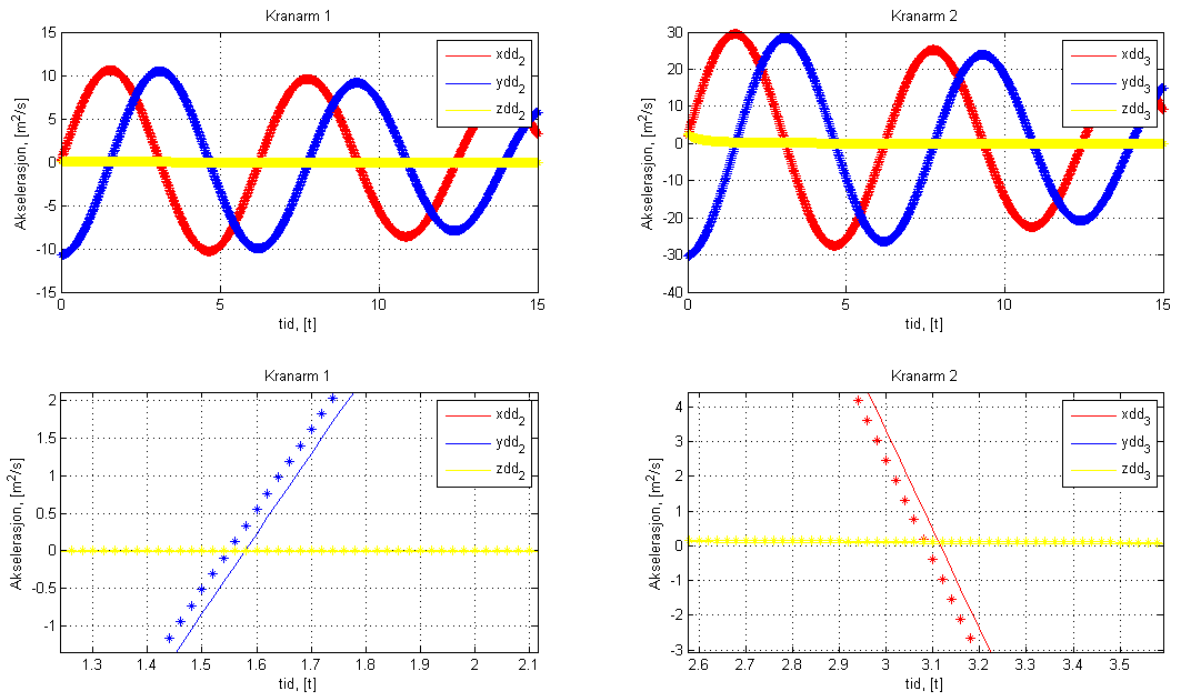 Kranarm 1
Akselerasjon, [m²/s]
15
10
5
0
-5
-10
-15
0
5
10
15
tid, [t]
xdd₂
ydd₂
zdd₂
Kranarm 2
Akselerasjon, [m²/s]
30
20
10
0
-10
-20
-30
-40
0
5
10
15
tid, [t]
xdd₃
ydd₃
zdd₃
Kranarm 1
Akselerasjon, [m²/s]
2
1.5
1
0.5
0
-0.5
-1
1.3
1.4
1.5
1.6
1.7
1.8
1.9
2
2.1
tid, [t]
xdd₂
ydd₂
zdd₂
Kranarm 2
Akselerasjon, [m²/s]
4
3
2
1
0
-1
-2
-3
2.6
2.7
2.8
2.9
3
3.1
3.2
3.3
3.4
3.5
tid, [t]
xdd₃
ydd₃
zdd₃